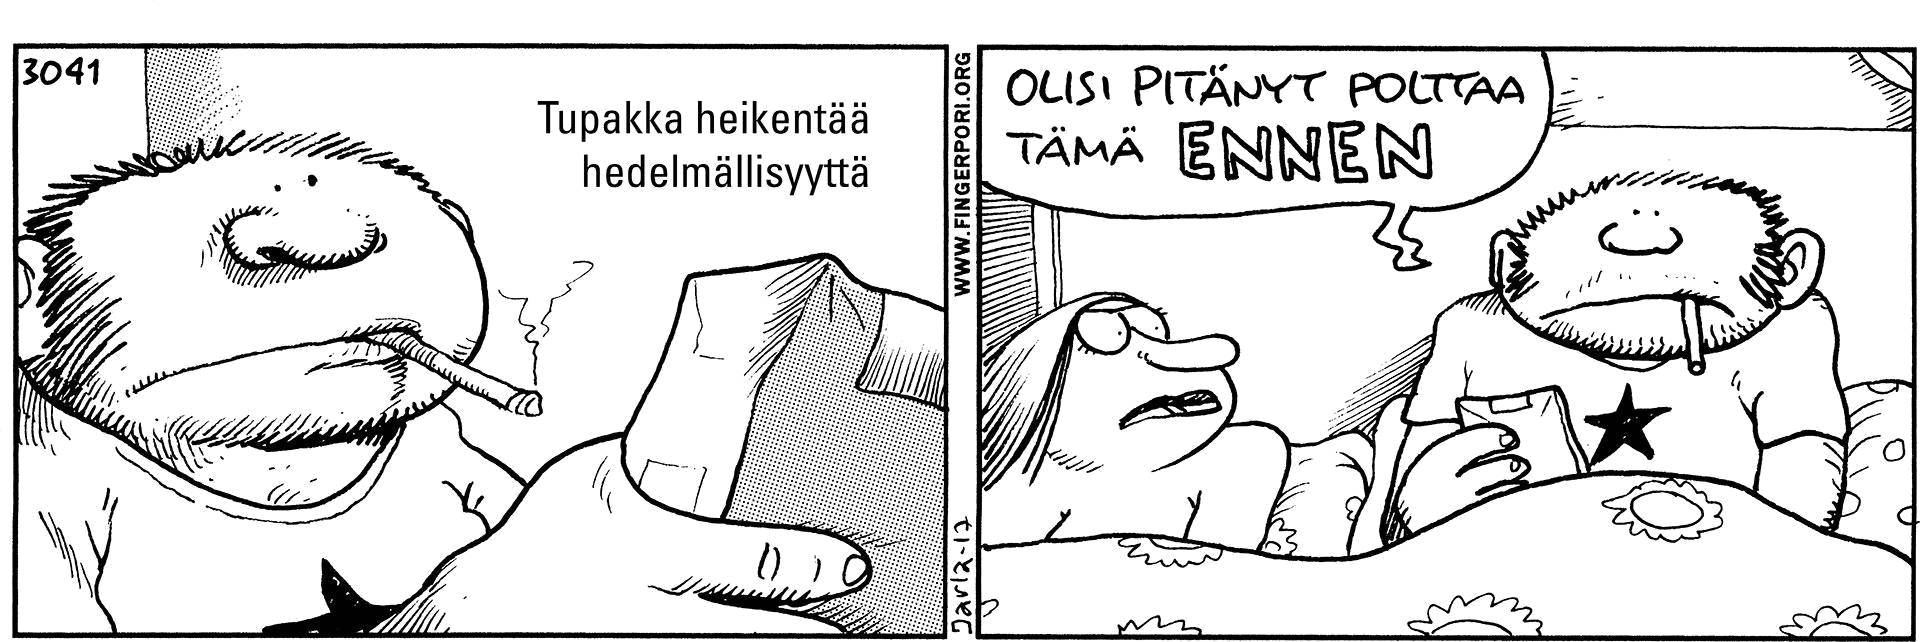 3041
Tupakka heikentää
hedelmällisyyttä
WWW.FINGERPORI.ORG
Jarla-17
OLISI PITÄNYT POLTTAA
TÄMÄ ENNEN